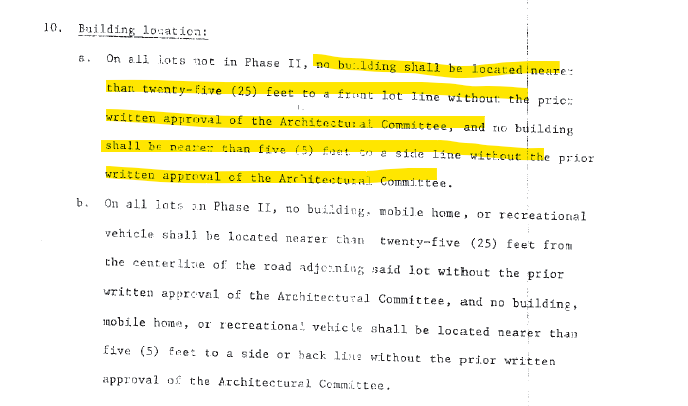 10. Building location:
a. On all lots not in Phase II, no building shall be located nearer
than twenty-five (25) feet to a front lot line without the prior
written approval of the Architectural Committee, and no building
shall be nearer than five (5) feet to a side line without the prior
written approval of the Architectural Committee.
b. On all lots in Phase II, no building, mobile home, or recreational
vehicle shall be located nearer than twenty-five (25) feet from
the centerline of the road adjoining said lot without the prior
written approval of the Architectural Committee, and no building,
mobile home, or recreational vehicle shall be located nearer than
five (5) feet to a side or back line without the prior written
approval of the Architectural Committee.